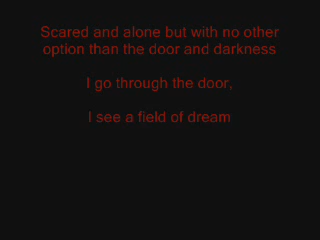 Scared and alone but with no other
option than the door and darkness
I go through the door,
I see a field of dream